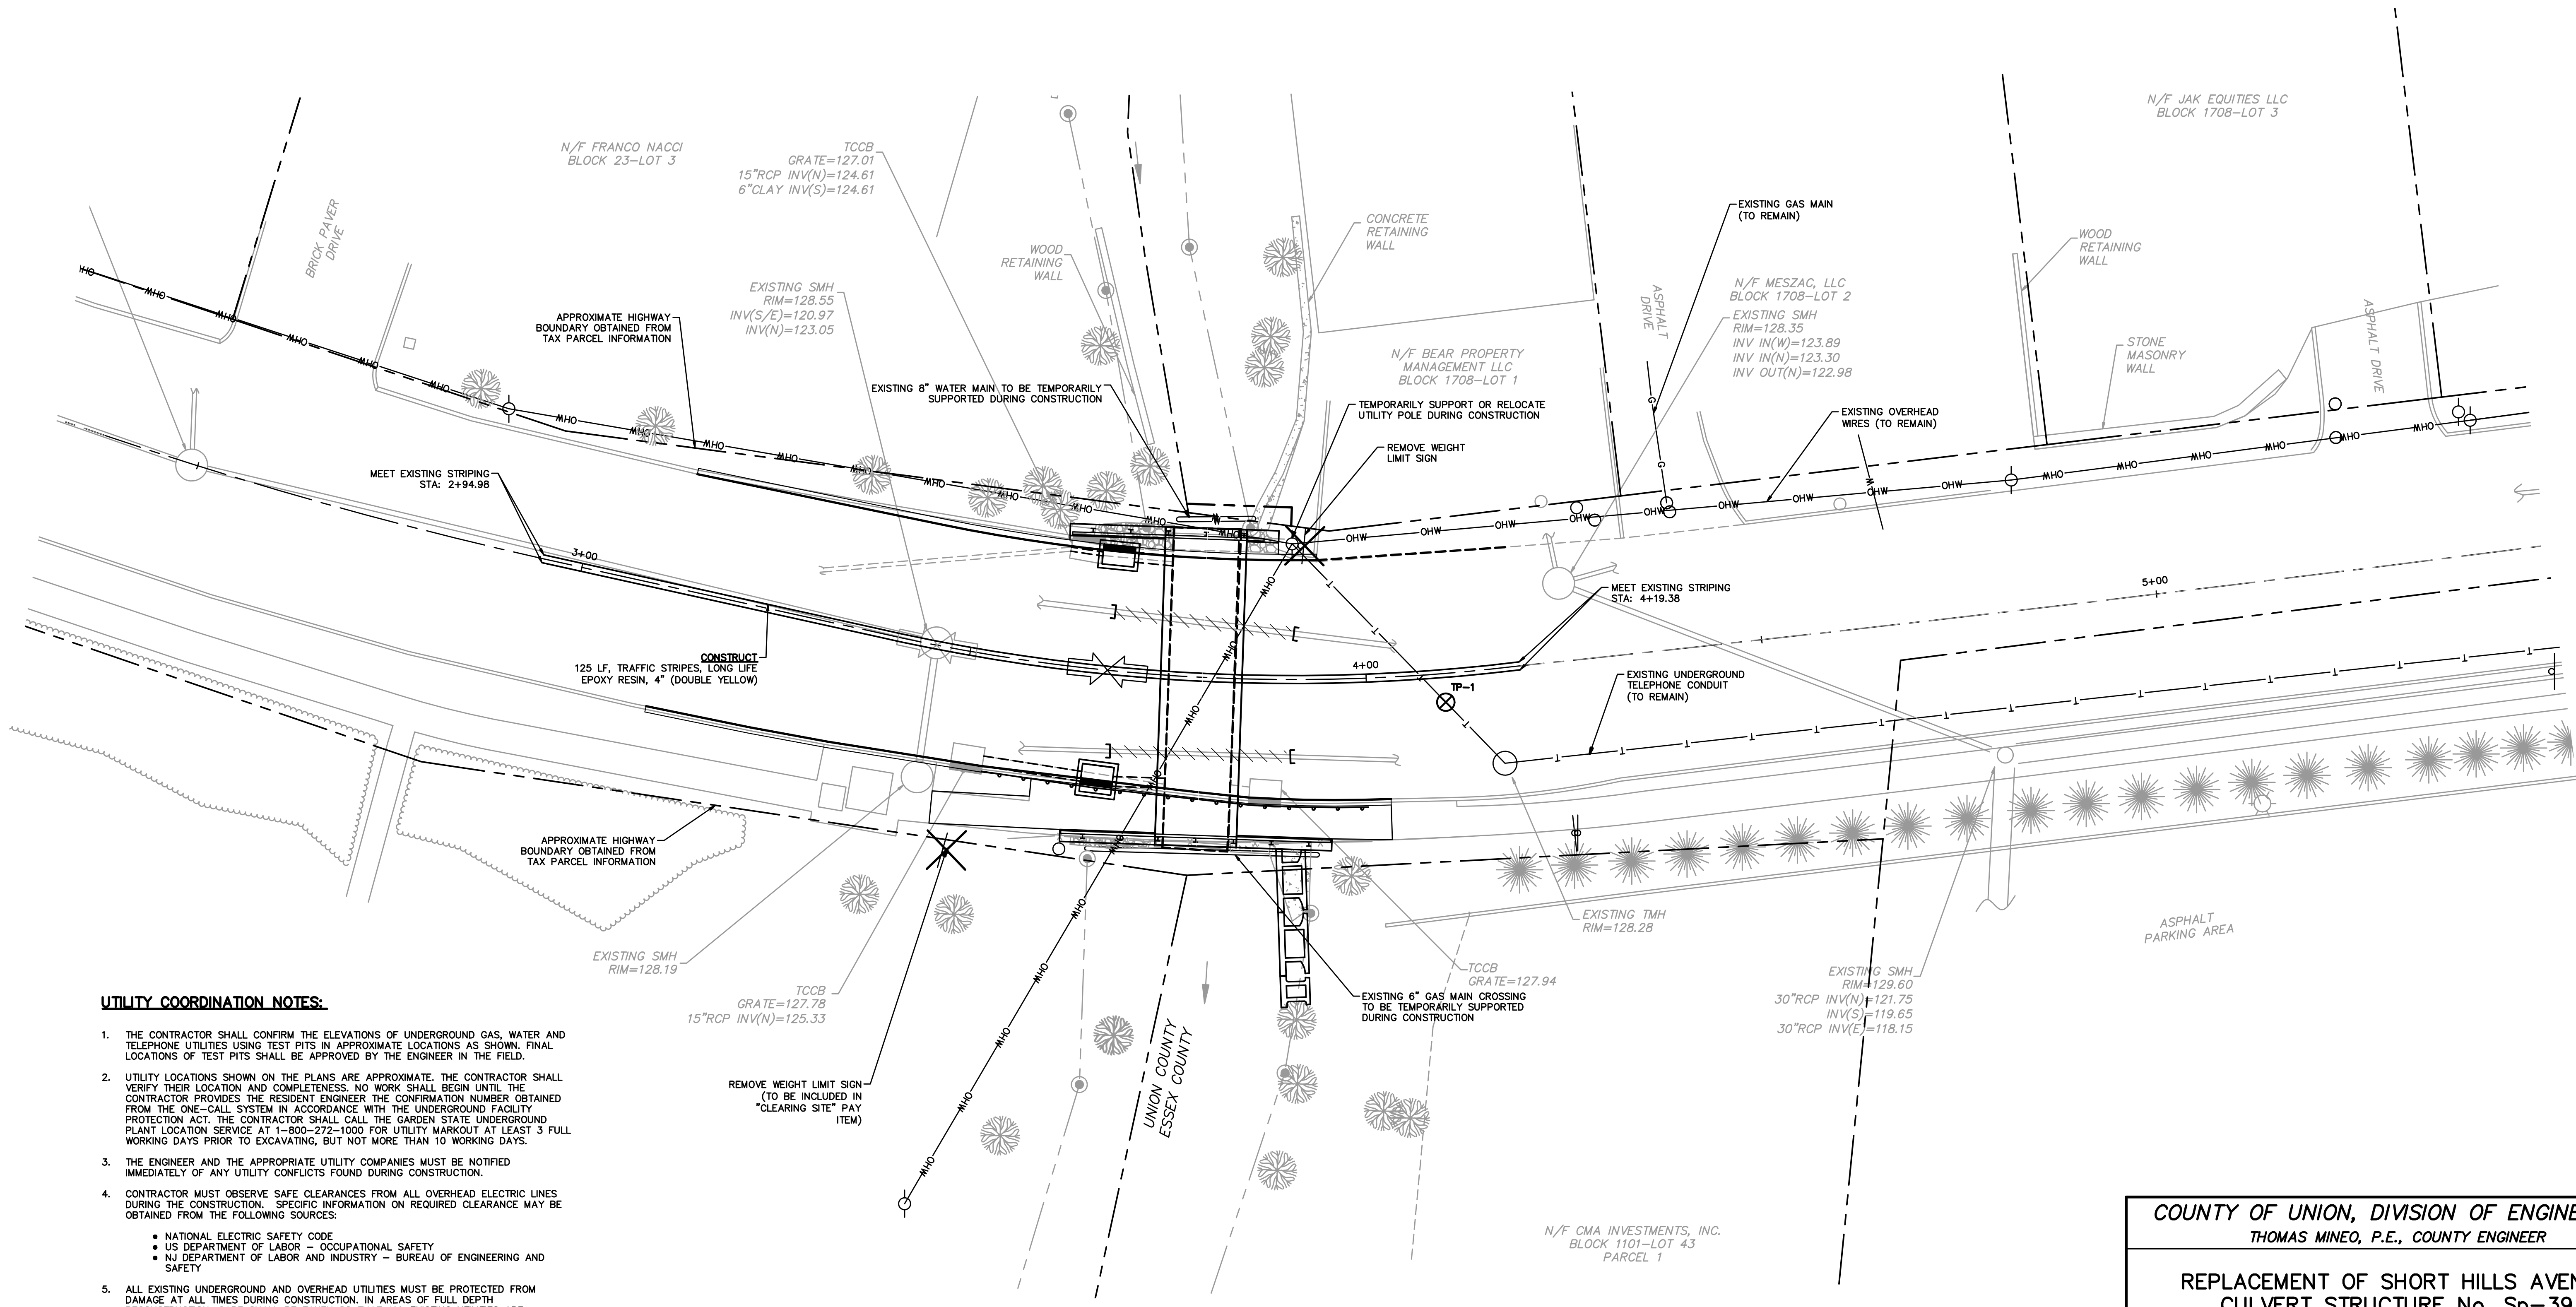 N/F JAK EQUITIES LLC
BLOCK 1708-LOT 3
N/F FRANCO NACCI
BLOCK 23-LOT 3
TCCB
GRATE=127.01
15"RCP INV(N)=124.61
6"CLAY INV(S)=124.61
BRICK PAVER
DRIVE
WOOD
RETAINING
WALL
CONCRETE
RETAINING
WALL
EXISTING GAS MAIN
(TO REMAIN)
WOOD
RETAINING
WALL
EXISTING SMH
RIM=128.55
INV(S/E)=120.97
INV(N)=123.05
APPROXIMATE HIGHWAY
BOUNDARY OBTAINED FROM
TAX PARCEL INFORMATION
ASPHALT
DRIVE
N/F MESZAC, LLC
BLOCK 1708-LOT 2
EXISTING SMH
RIM=128.35
INV IN(W)=123.89
INV IN(N)=123.30
INV OUT(N)=122.98
STONE
MASONRY
WALL
ASPHALT DRIVE
N/F BEAR PROPERTY
MANAGEMENT LLC
BLOCK 1708-LOT 1
EXISTING 8" WATER MAIN TO BE TEMPORARILY
SUPPORTED DURING CONSTRUCTION
TEMPORARILY SUPPORT OR RELOCATE
UTILITY POLE DURING CONSTRUCTION
REMOVE WEIGHT
LIMIT SIGN
EXISTING OVERHEAD
WIRES (TO REMAIN)
MEET EXISTING STRIPING
STA: 2+94.98
3+00
MEET EXISTING STRIPING
STA: 4+19.38
5+00
CONSTRUCT
125 LF, TRAFFIC STRIPES, LONG LIFE
EPOXY RESIN, 4" (DOUBLE YELLOW)
4+00
TP-1
EXISTING UNDERGROUND
TELEPHONE CONDUIT
(TO REMAIN)
APPROXIMATE HIGHWAY
BOUNDARY OBTAINED FROM
TAX PARCEL INFORMATION
EXISTING SMH
RIM=128.19
TCCB
GRATE=127.78
15"RCP INV(N)=125.33
EXISTING TMH
RIM=128.28
TCCB
GRATE=127.94
EXISTING 6" GAS MAIN CROSSING
TO BE TEMPORARILY SUPPORTED
DURING CONSTRUCTION
EXISTING SMH
RIM=129.60
30"RCP INV(N)=121.75
INV(S)=119.65
30"RCP INV(E)=118.15
ASPHALT
PARKING AREA
REMOVE WEIGHT LIMIT SIGN
(TO BE INCLUDED IN
"CLEARING SITE" PAY
ITEM)
UNION COUNTY
ESSEX COUNTY
N/F CMA INVESTMENTS, INC.
BLOCK 1101-LOT 43
PARCEL 1
UTILITY COORDINATION NOTES:
1. THE CONTRACTOR SHALL CONFIRM THE ELEVATIONS OF UNDERGROUND GAS, WATER AND
TELEPHONE UTILITIES USING TEST PITS IN APPROXIMATE LOCATIONS AS SHOWN. FINAL
LOCATIONS OF TEST PITS SHALL BE APPROVED BY THE ENGINEER IN THE FIELD.
2. UTILITY LOCATIONS SHOWN ON THE PLANS ARE APPROXIMATE. THE CONTRACTOR SHALL
VERIFY THEIR LOCATION AND COMPLETENESS. NO WORK SHALL BEGIN UNTIL THE
CONTRACTOR PROVIDES THE RESIDENT ENGINEER THE CONFIRMATION NUMBER OBTAINED
FROM THE ONE-CALL SYSTEM IN ACCORDANCE WITH THE UNDERGROUND FACILITY
PROTECTION ACT. THE CONTRACTOR SHALL CALL THE GARDEN STATE UNDERGROUND
PLANT LOCATION SERVICE AT 1-800-272-1000 FOR UTILITY MARKOUT AT LEAST 3 FULL
WORKING DAYS PRIOR TO EXCAVATING, BUT NOT MORE THAN 10 WORKING DAYS.
3. THE ENGINEER AND THE APPROPRIATE UTILITY COMPANIES MUST BE NOTIFIED
IMMEDIATELY OF ANY UTILITY CONFLICTS FOUND DURING CONSTRUCTION.
4. CONTRACTOR MUST OBSERVE SAFE CLEARANCES FROM ALL OVERHEAD ELECTRIC LINES
DURING THE CONSTRUCTION. SPECIFIC INFORMATION ON REQUIRED CLEARANCE MAY BE
OBTAINED FROM THE FOLLOWING SOURCES:
● NATIONAL ELECTRIC SAFETY CODE
● US DEPARTMENT OF LABOR – OCCUPATIONAL SAFETY
● NJ DEPARTMENT OF LABOR AND INDUSTRY – BUREAU OF ENGINEERING AND
SAFETY
5. ALL EXISTING UNDERGROUND AND OVERHEAD UTILITIES MUST BE PROTECTED FROM
DAMAGE AT ALL TIMES DURING CONSTRUCTION. IN AREAS OF FULL DEPTH
COUNTY OF UNION, DIVISION OF ENGINE
THOMAS MINEO, P.E., COUNTY ENGINEER
REPLACEMENT OF SHORT HILLS AVEN
CULVERT STRUCTURE No. Sp-39